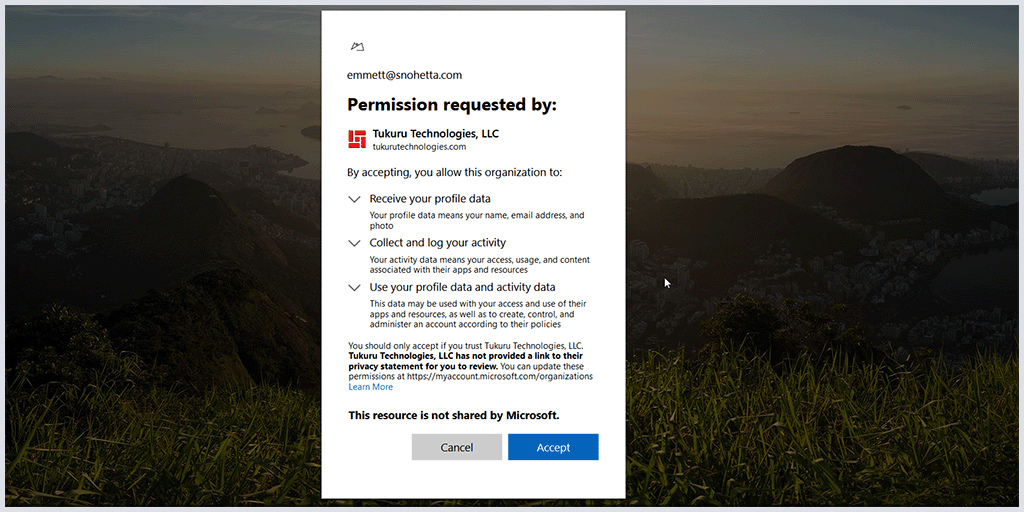 emmett@snohetta.com
Permission requested by:
Tukuru Technologies, LLC
tukurutechnologies.com
By accepting, you allow this organization to:
Receive your profile data
Your profile data means your name, email address, and
photo
Collect and log your activity
Your activity data means your access, usage, and content
associated with their apps and resources
Use your profile data and activity data
This data may be used with your access and use of their
apps and resources, as well as to create, control, and
administer an account according to their policies
You should only accept if you trust Tukuru Technologies, LLC.
Tukuru Technologies, LLC has not provided a link to their
privacy statement for you to review. You can update these
permissions at https://myaccount.microsoft.com/organizations
Learn More
This resource is not shared by Microsoft.
Cancel
Accept